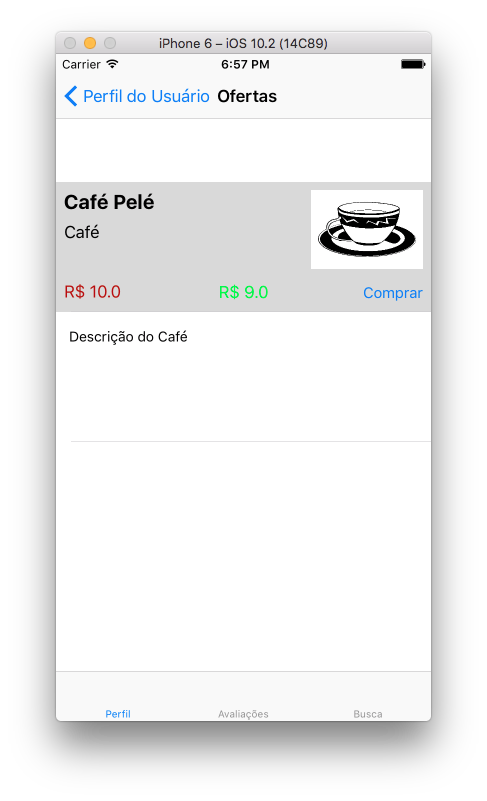 iPhone 6 – iOS 10.2 (14C89)
Carrier 6:57 PM
Perfil do Usuário Ofertas
Café Pelé
Café
R$ 10.0 R$ 9.0 Comprar
Descrição do Café
Perfil Avaliações Busca